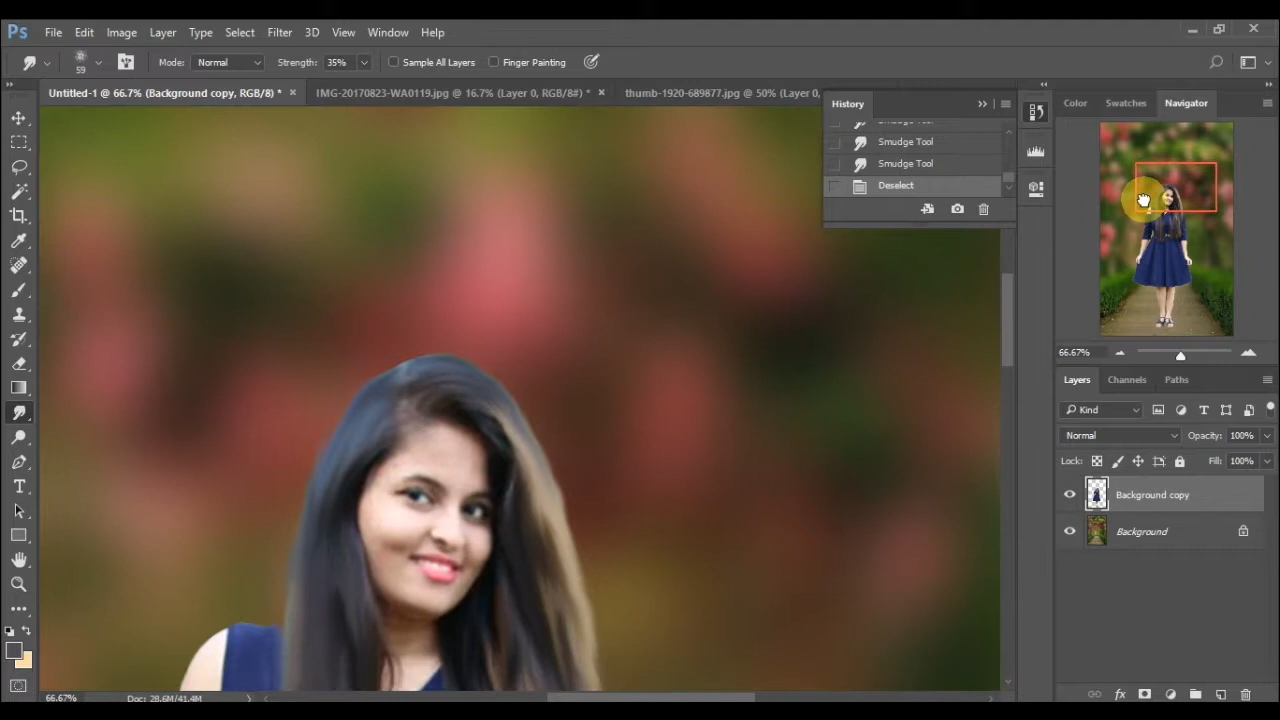 Ps File Edit Image Layer Type Select Filter 3D View Window Help
59 Mode: Normal Strength: 35% Sample All Layers Finger Painting
Untitled-1 @ 66.7% (Background copy, RGB/8) * × IMG-20170823-WA0119.jpg @ 16.7% (Layer 0, RGB/8#) * × thumb-1920-689877.jpg @ 50% (Layer 0,
History
Smudge Tool
Smudge Tool
Smudge Tool
Deselect
Color Swatches Navigator
66.67%
Layers Channels Paths
Kind
Normal Opacity: 100%
Lock: Fill: 100%
Background copy
Background
66.67% Doc: 28.6M/41.4M